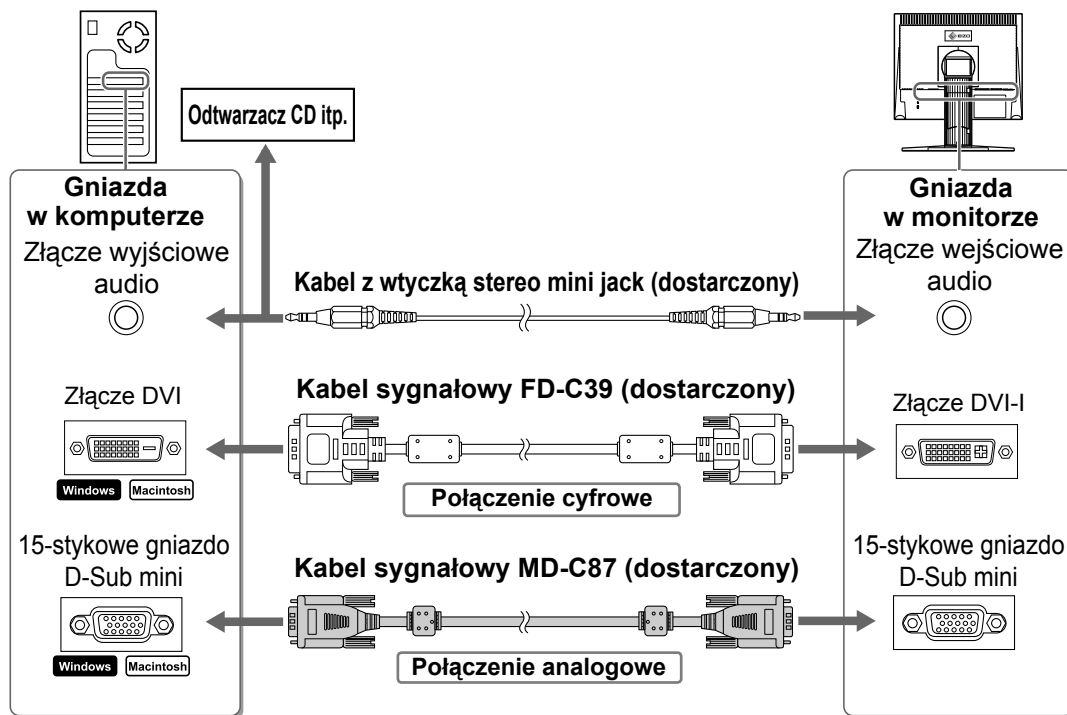 EIZO
Odtwarzacz CD itp.
Gniazda
w komputerze
Złącze wyjściowe
audio
Gniazda
w monitorze
Złącze wejściowe
audio
Kabel z wtyczką stereo mini jack (dostarczony)
Złącze DVI
Windows Macintosh
Kabel sygnałowy FD-C39 (dostarczony)
Połączenie cyfrowe
Złącze DVI-I
15-stykowe gniazdo
D-Sub mini
Windows Macintosh
Kabel sygnałowy MD-C87 (dostarczony)
Połączenie analogowe
15-stykowe gniazdo
D-Sub mini